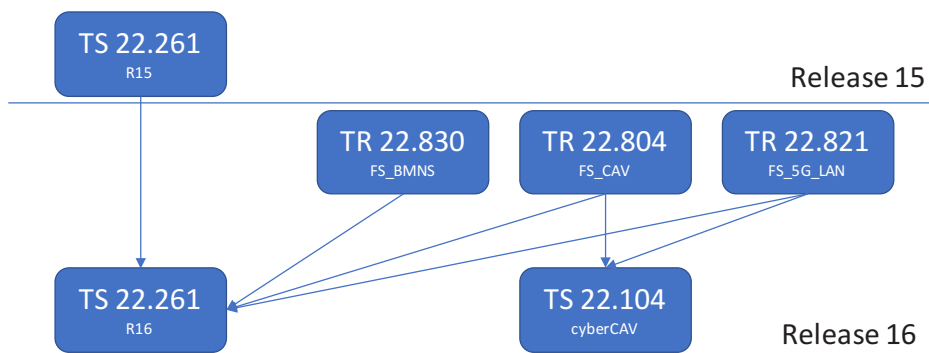 TS 22.261
R15
Release 15
TR 22.830
FS_BMNS
TR 22.804
FS_CAV
TR 22.821
FS_5G_LAN
TS 22.261
R16
TS 22.104
cyberCAV
Release 16